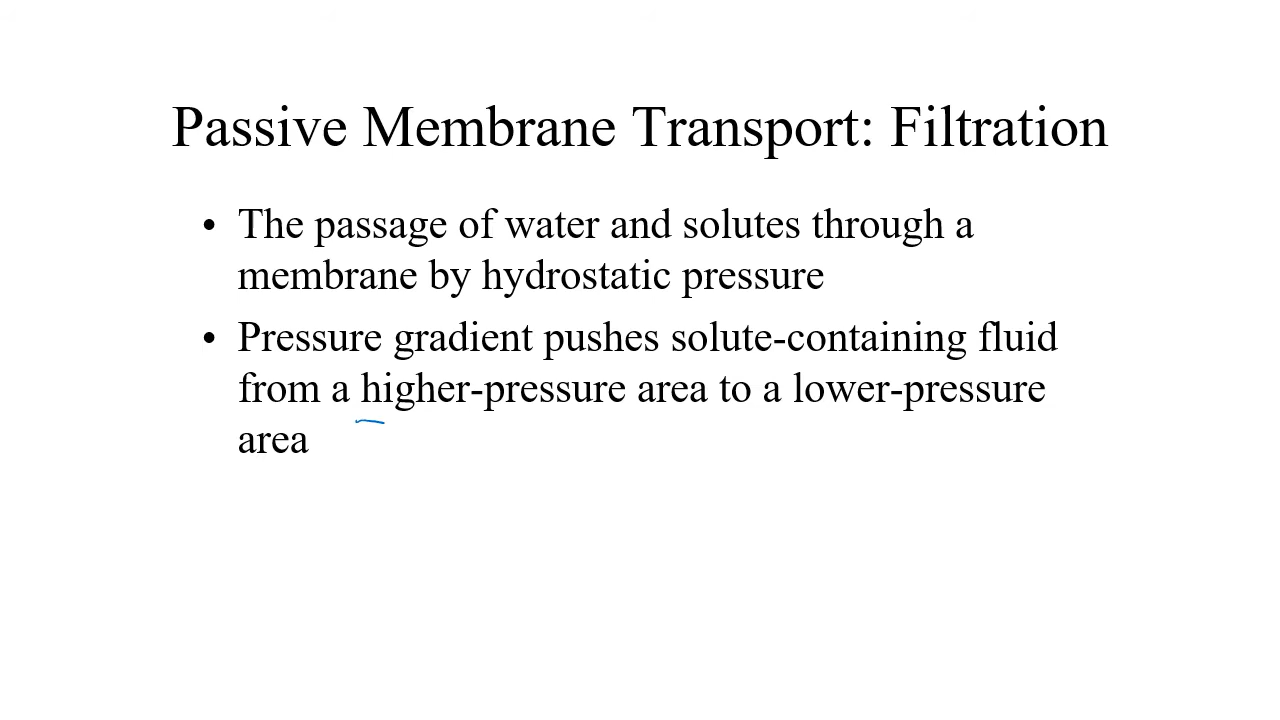 Passive Membrane Transport: Filtration
• The passage of water and solutes through a
membrane by hydrostatic pressure
• Pressure gradient pushes solute-containing fluid
from a higher-pressure area to a lower-pressure
area